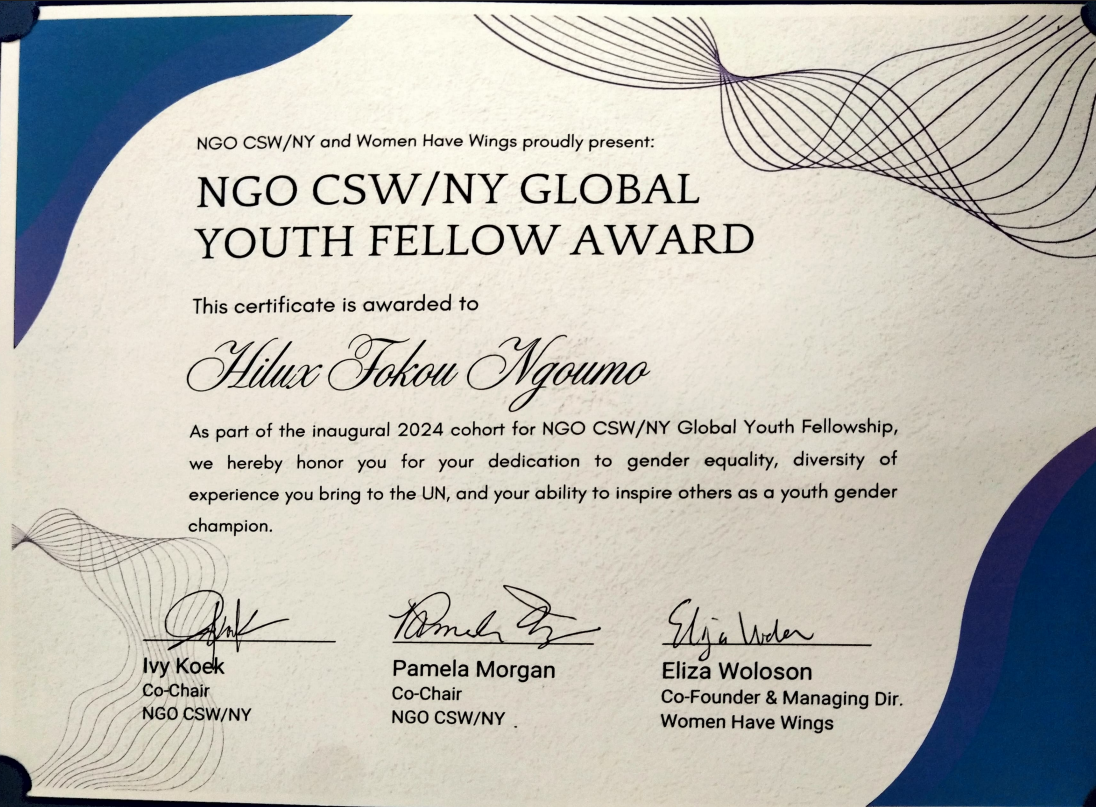 NGO CSW/NY and Women Have Wings proudly present:
NGO CSW/NY GLOBAL
YOUTH FELLOW AWARD
This certificate is awarded to
Hilux Fokou Ngoumo
As part of the inaugural 2024 cohort for NGO CSW/NY Global Youth Fellowship,
we hereby honor you for your dedication to gender equality, diversity of
experience you bring to the UN, and your ability to inspire others as a youth gender
champion.
Ivy Koek
Co-Chair
NGO CSW/NY
Pamela Morgan
Co-Chair
NGO CSW/NY
Eliza Woloson
Co-Founder & Managing Dir.
Women Have Wings